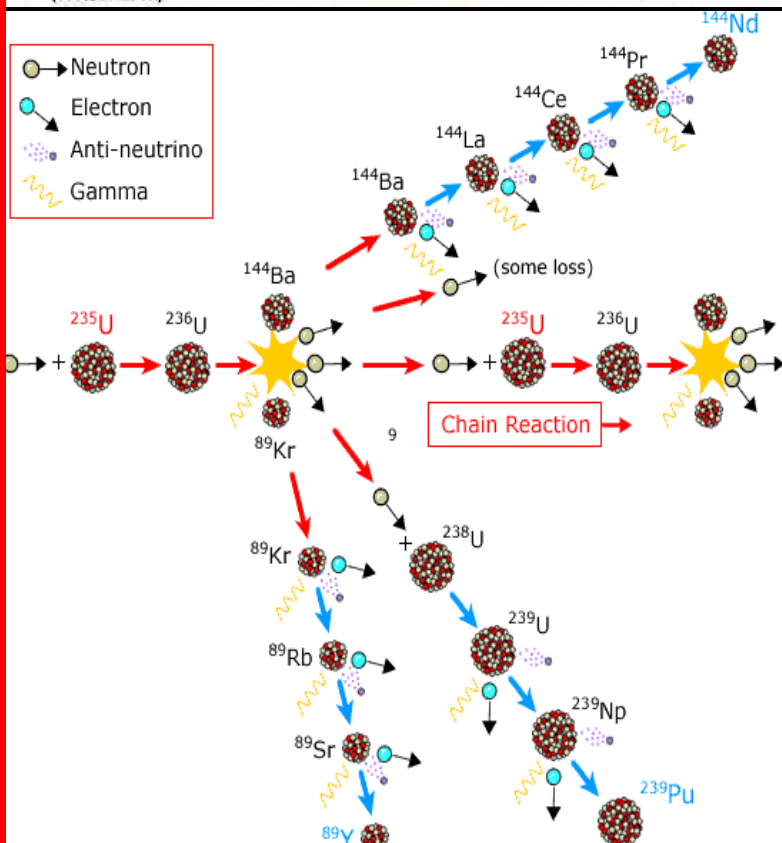 ¹⁴⁴Nd
Neutron
¹⁴⁴Pr
Electron
¹⁴⁴Ce
Anti-neutrino
¹⁴⁴La
Gamma
¹⁴⁴Ba
¹⁴⁴Ba
(some loss)
²³⁵U
²³⁶U
²³⁵U
²³⁶U
+
+
Chain Reaction
9
⁸⁹Kr
²³⁸U
+
⁸⁹Kr
²³⁹U
⁸⁹Rb
²³⁹Np
⁸⁹Sr
²³⁹Pu
⁸⁹Y